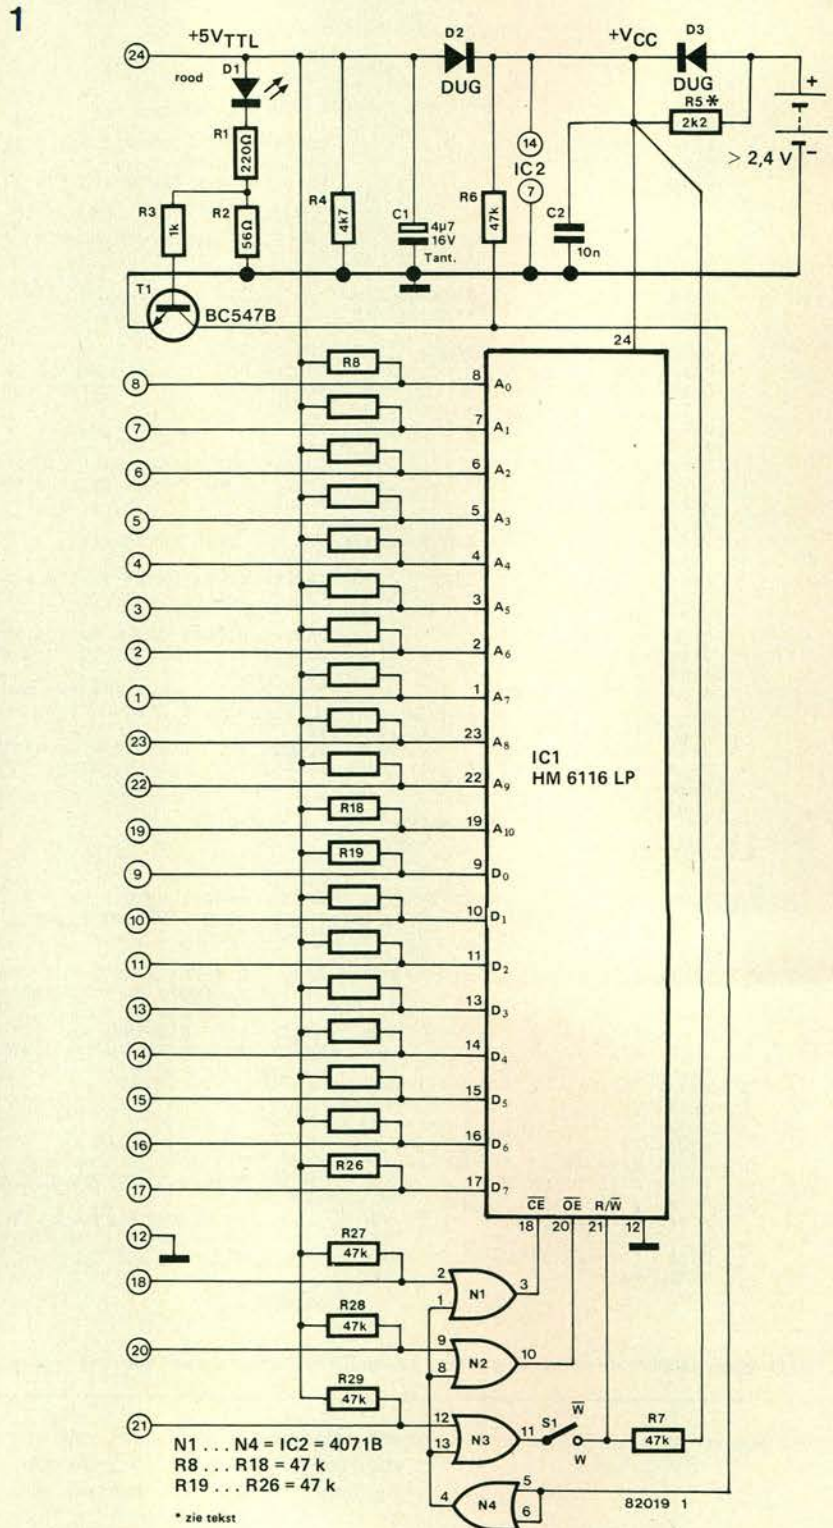 1
24
+5VTTL
D2
DUG
+VCC
D3
DUG
rood
D1
R1
220Ω
R3
1k
R2
56Ω
R4
4k7
C1
4µ7
16V
Tant.
R6
47k
14
IC2
7
C2
10n
R5*
2k2
+
> 2,4 V
-
T1
BC547B
24
8 R8 8 A0
7 7 A1
6 6 A2
5 5 A3
4 4 A4
3 3 A5
2 2 A6
1 1 A7
23 23 A8
22 22 A9
19 R18 19 A10
9 R19 9 D0
10 10 D1
11 11 D2
13 13 D3
14 14 D4
15 15 D5
16 16 D6
17 R26 17 D7
IC1
HM 6116 LP
C̅E̅ O̅E̅ R/W̅
18 20 21 12
12
R27
47k
18 2 N1 3
1
R28
47k
20 9 N2 10
8
R29
47k
21 12 N3 11 S1 W̅
13
W
R7
47k
4 N4 5
6
N1 . . . N4 = IC2 = 4071B
R8 . . . R18 = 47 k
R19 . . . R26 = 47 k
82019 1
* zie tekst